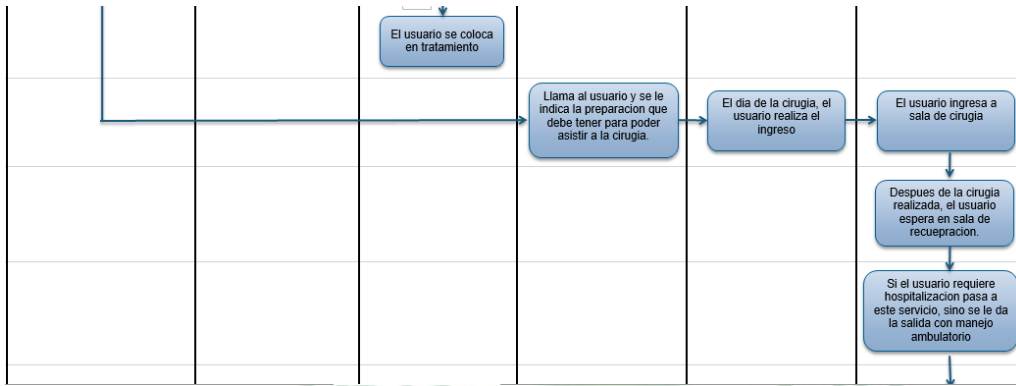 El usuario se coloca
en tratamiento
Llama al usuario y se le
indica la preparacion que
debe tener para poder
asistir a la cirugia.
El dia de la cirugia, el
usuario realiza el
ingreso
El usuario ingresa a
sala de cirugia
Despues de la cirugia
realizada, el usuario
espera en sala de
recuepracion.
Si el usuario requiere
hospitalizacion pasa a
este servicio, sino se le da
la salida con manejo
ambulatorio